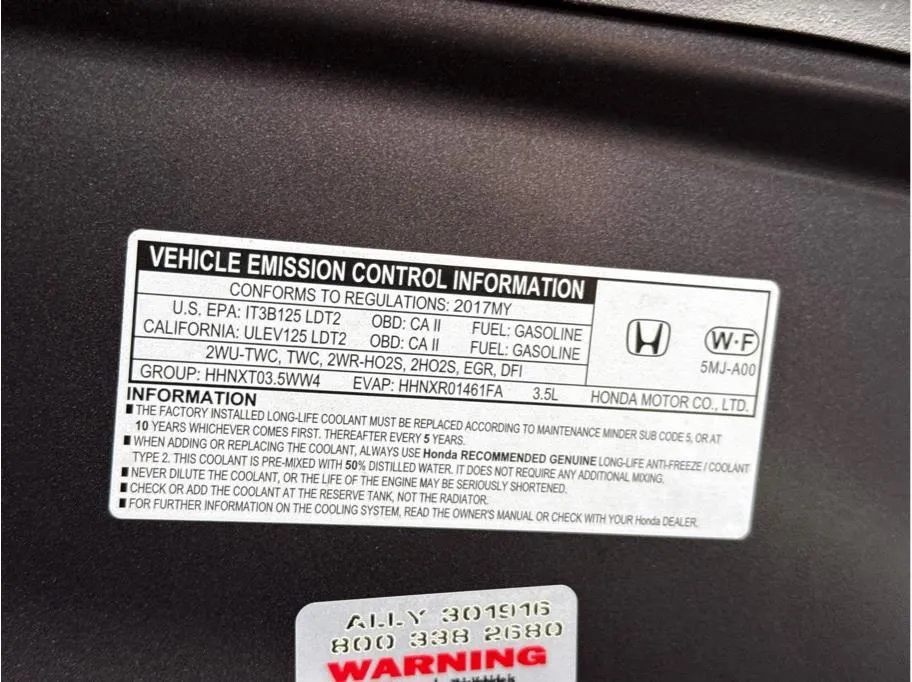 VEHICLE EMISSION CONTROL INFORMATION
CONFORMS TO REGULATIONS: 2017MY
U.S. EPA: IT3B125 LDT2 OBD: CA II FUEL: GASOLINE
CALIFORNIA: ULEV125 LDT2 OBD: CA II FUEL: GASOLINE
2WU-TWC, TWC, 2WR-HO2S, 2HO2S, EGR, DFI
GROUP: HHNXT03.5WW4 EVAP: HHNXR01461FA 3.5L
W·F
5MJ-A00
HONDA MOTOR CO., LTD.
INFORMATION
THE FACTORY INSTALLED LONG-LIFE COOLANT MUST BE REPLACED ACCORDING TO MAINTENANCE MINDER SUB CODE 5, OR AT
10 YEARS WHICHEVER COMES FIRST. THEREAFTER EVERY 5 YEARS.
WHEN ADDING OR REPLACING THE COOLANT, ALWAYS USE Honda RECOMMENDED GENUINE LONG-LIFE ANTI-FREEZE / COOLANT
TYPE 2. THIS COOLANT IS PRE-MIXED WITH 50% DISTILLED WATER. IT DOES NOT REQUIRE ANY ADDITIONAL MIXING.
NEVER DILUTE THE COOLANT, OR THE LIFE OF THE ENGINE MAY BE SERIOUSLY SHORTENED.
CHECK OR ADD THE COOLANT AT THE RESERVE TANK, NOT THE RADIATOR.
FOR FURTHER INFORMATION ON THE COOLING SYSTEM, READ THE OWNER'S MANUAL OR CHECK WITH YOUR Honda DEALER.
ALLY 301916
800 338 2680
WARNING